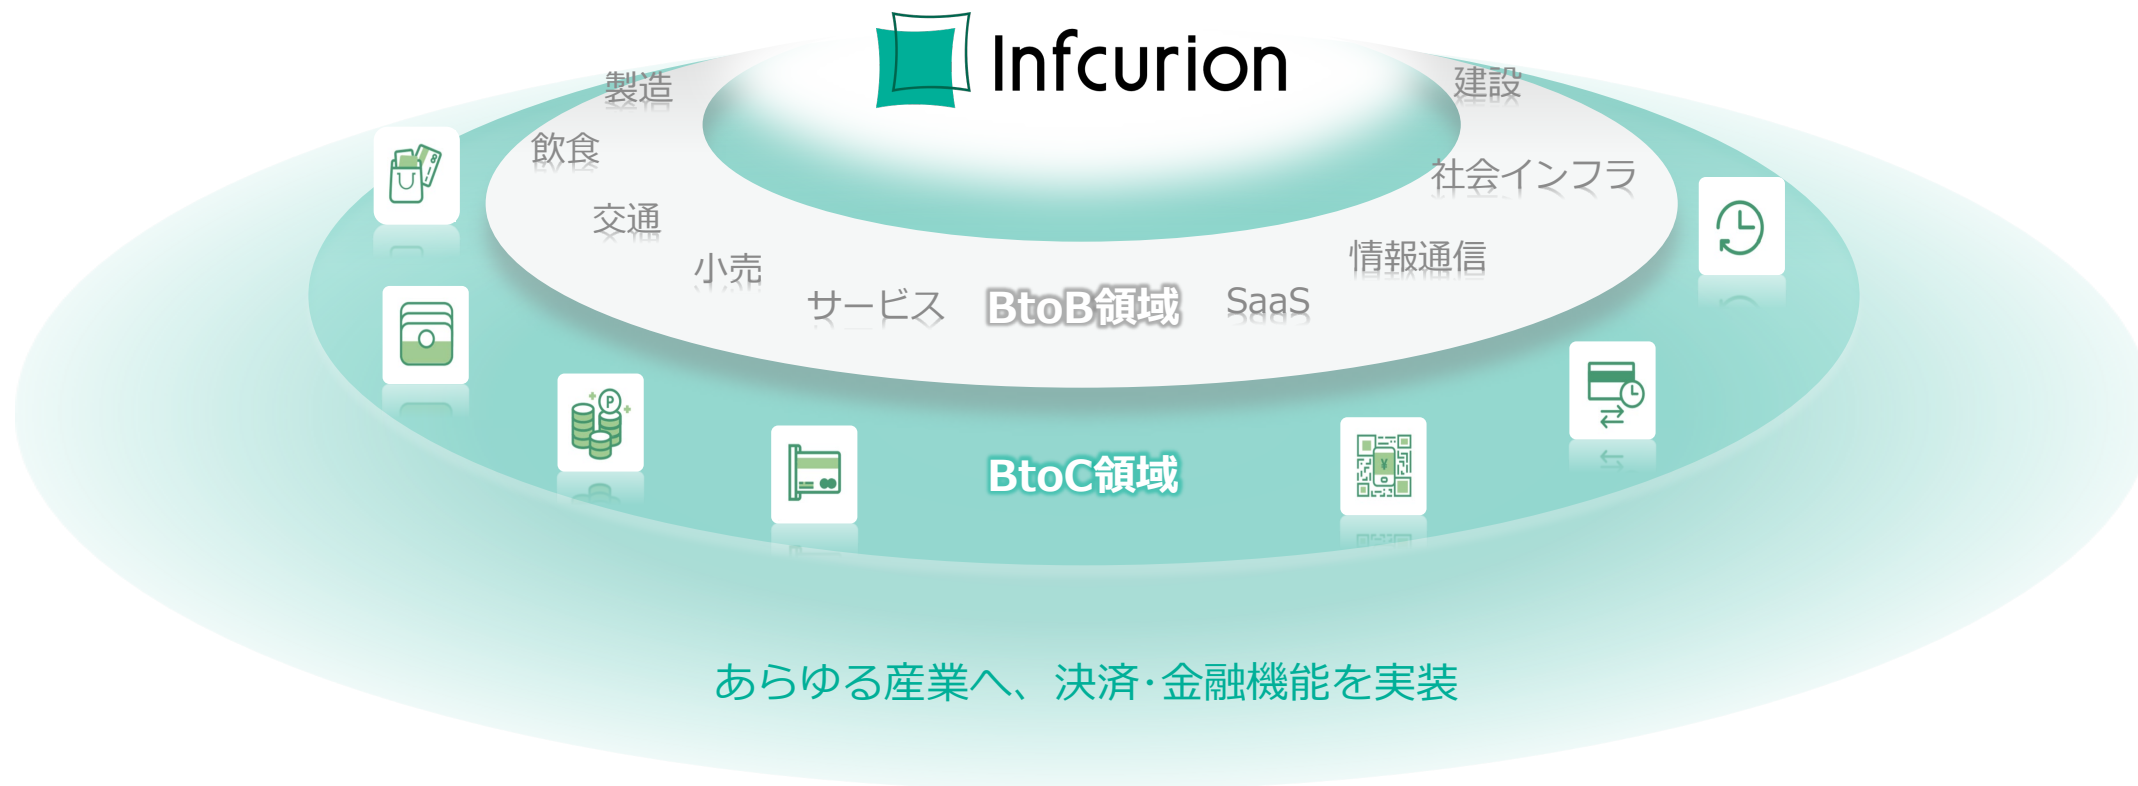 Infcurion
製造
建設
飲食
社会インフラ
交通
情報通信
小売
サービス
BtoB領域
SaaS
P
¥
BtoC領域
あらゆる産業へ、決済・金融機能を実装